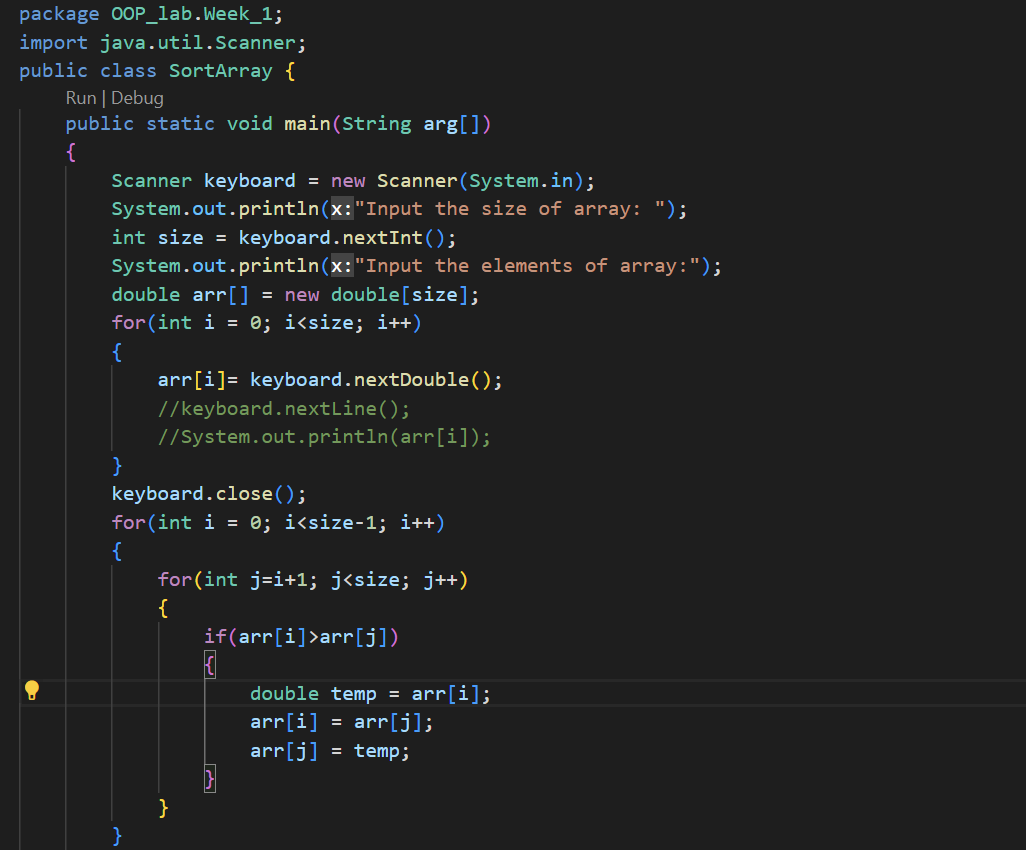 package OOP_lab.Week_1;
import java.util.Scanner;
public class SortArray {
Run | Debug
public static void main(String arg[])
{
Scanner keyboard = new Scanner(System.in);
System.out.println(x:"Input the size of array: ");
int size = keyboard.nextInt();
System.out.println(x:"Input the elements of array:");
double arr[] = new double[size];
for(int i = 0; i<size; i++)
{
arr[i]= keyboard.nextDouble();
//keyboard.nextLine();
//System.out.println(arr[i]);
}
keyboard.close();
for(int i = 0; i<size-1; i++)
{
for(int j=i+1; j<size; j++)
{
if(arr[i]>arr[j])
{
double temp = arr[i];
arr[i] = arr[j];
arr[j] = temp;
}
}
}